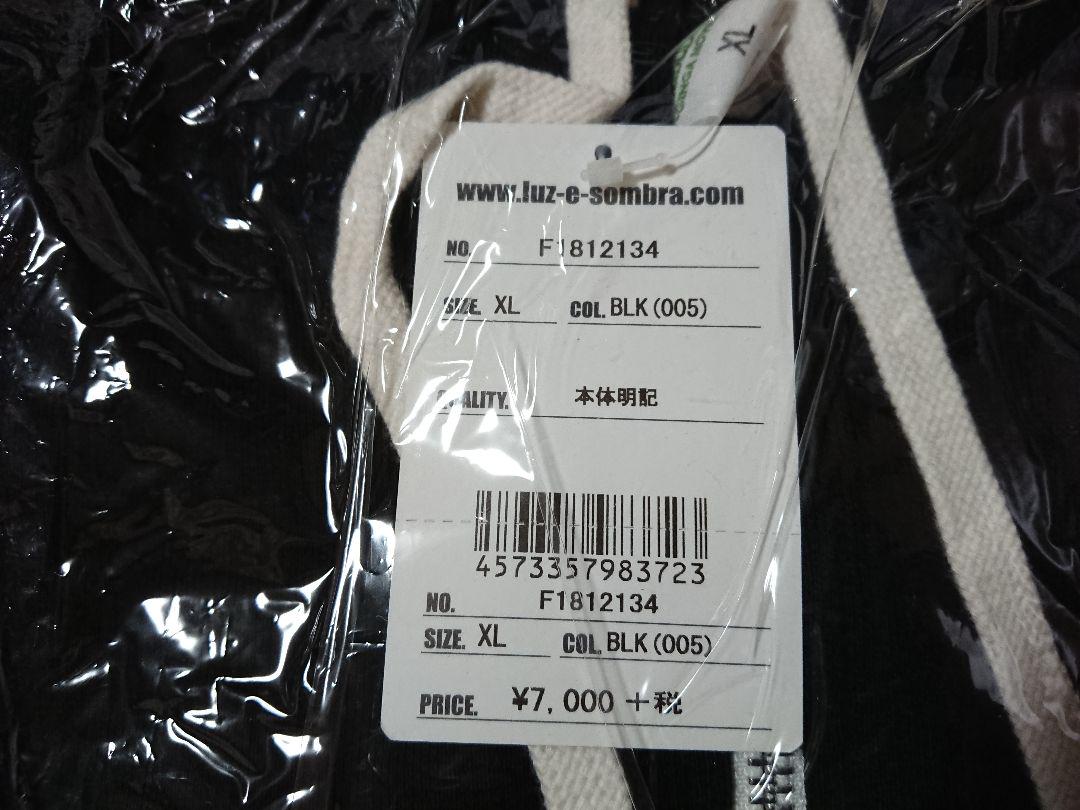 www.luz-e-sombra.com
NO. F1812134
SIZE. XL COL. BLK(005)
QUALITY. 本体明記
4573357983723
NO. F1812134
SIZE. XL COL. BLK(005)
PRICE. ¥7,000 +税